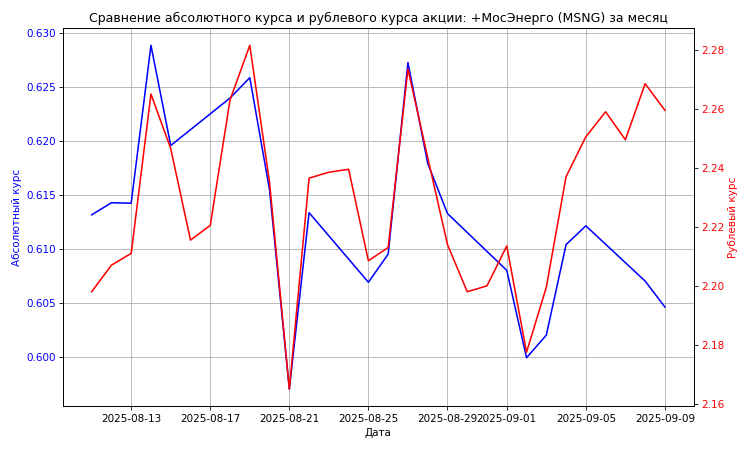 Сравнение абсолютного курса и рублевого курса акции: +МосЭнерго (MSNG) за месяц
0.630
0.625
0.620
0.615
0.610
0.605
0.600
Абсолютный курс
2.28
2.26
2.24
2.22
2.20
2.18
2.16
Рублевый курс
2025-08-13 2025-08-17 2025-08-21 2025-08-25 2025-08-29 2025-09-01 2025-09-05 2025-09-09
Дата